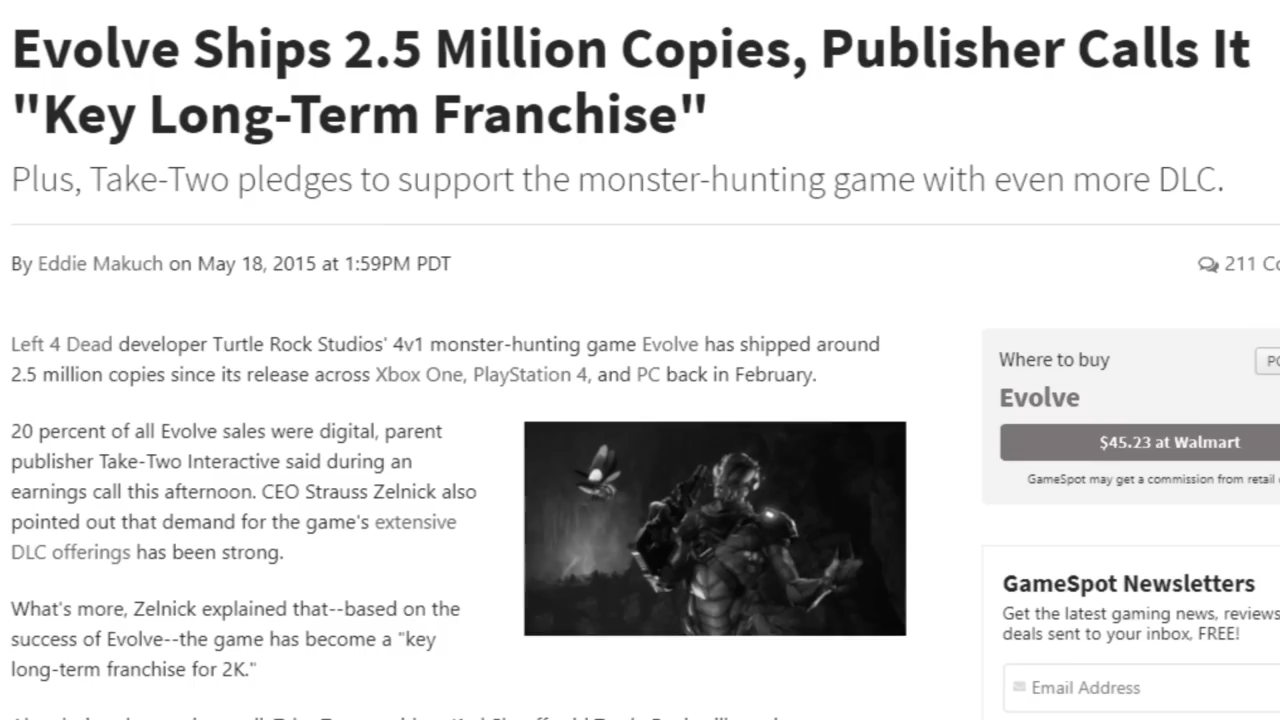 Evolve Ships 2.5 Million Copies, Publisher Calls It
"Key Long-Term Franchise"
Plus, Take-Two pledges to support the monster-hunting game with even more DLC.
By Eddie Makuch on May 18, 2015 at 1:59PM PDT
211
Left 4 Dead developer Turtle Rock Studios' 4v1 monster-hunting game Evolve has shipped around
2.5 million copies since its release across Xbox One, PlayStation 4, and PC back in February.
20 percent of all Evolve sales were digital, parent
publisher Take-Two Interactive said during an
earnings call this afternoon. CEO Strauss Zelnick also
pointed out that demand for the game's extensive
DLC offerings has been strong.
What's more, Zelnick explained that--based on the
success of Evolve--the game has become a "key
long-term franchise for 2K."
Where to buy
Evolve
$45.23 at Walmart
GameSpot may get a commission from retail
GameSpot Newsletters
Get the latest gaming news, reviews
deals sent to your inbox, FREE!
Email Address